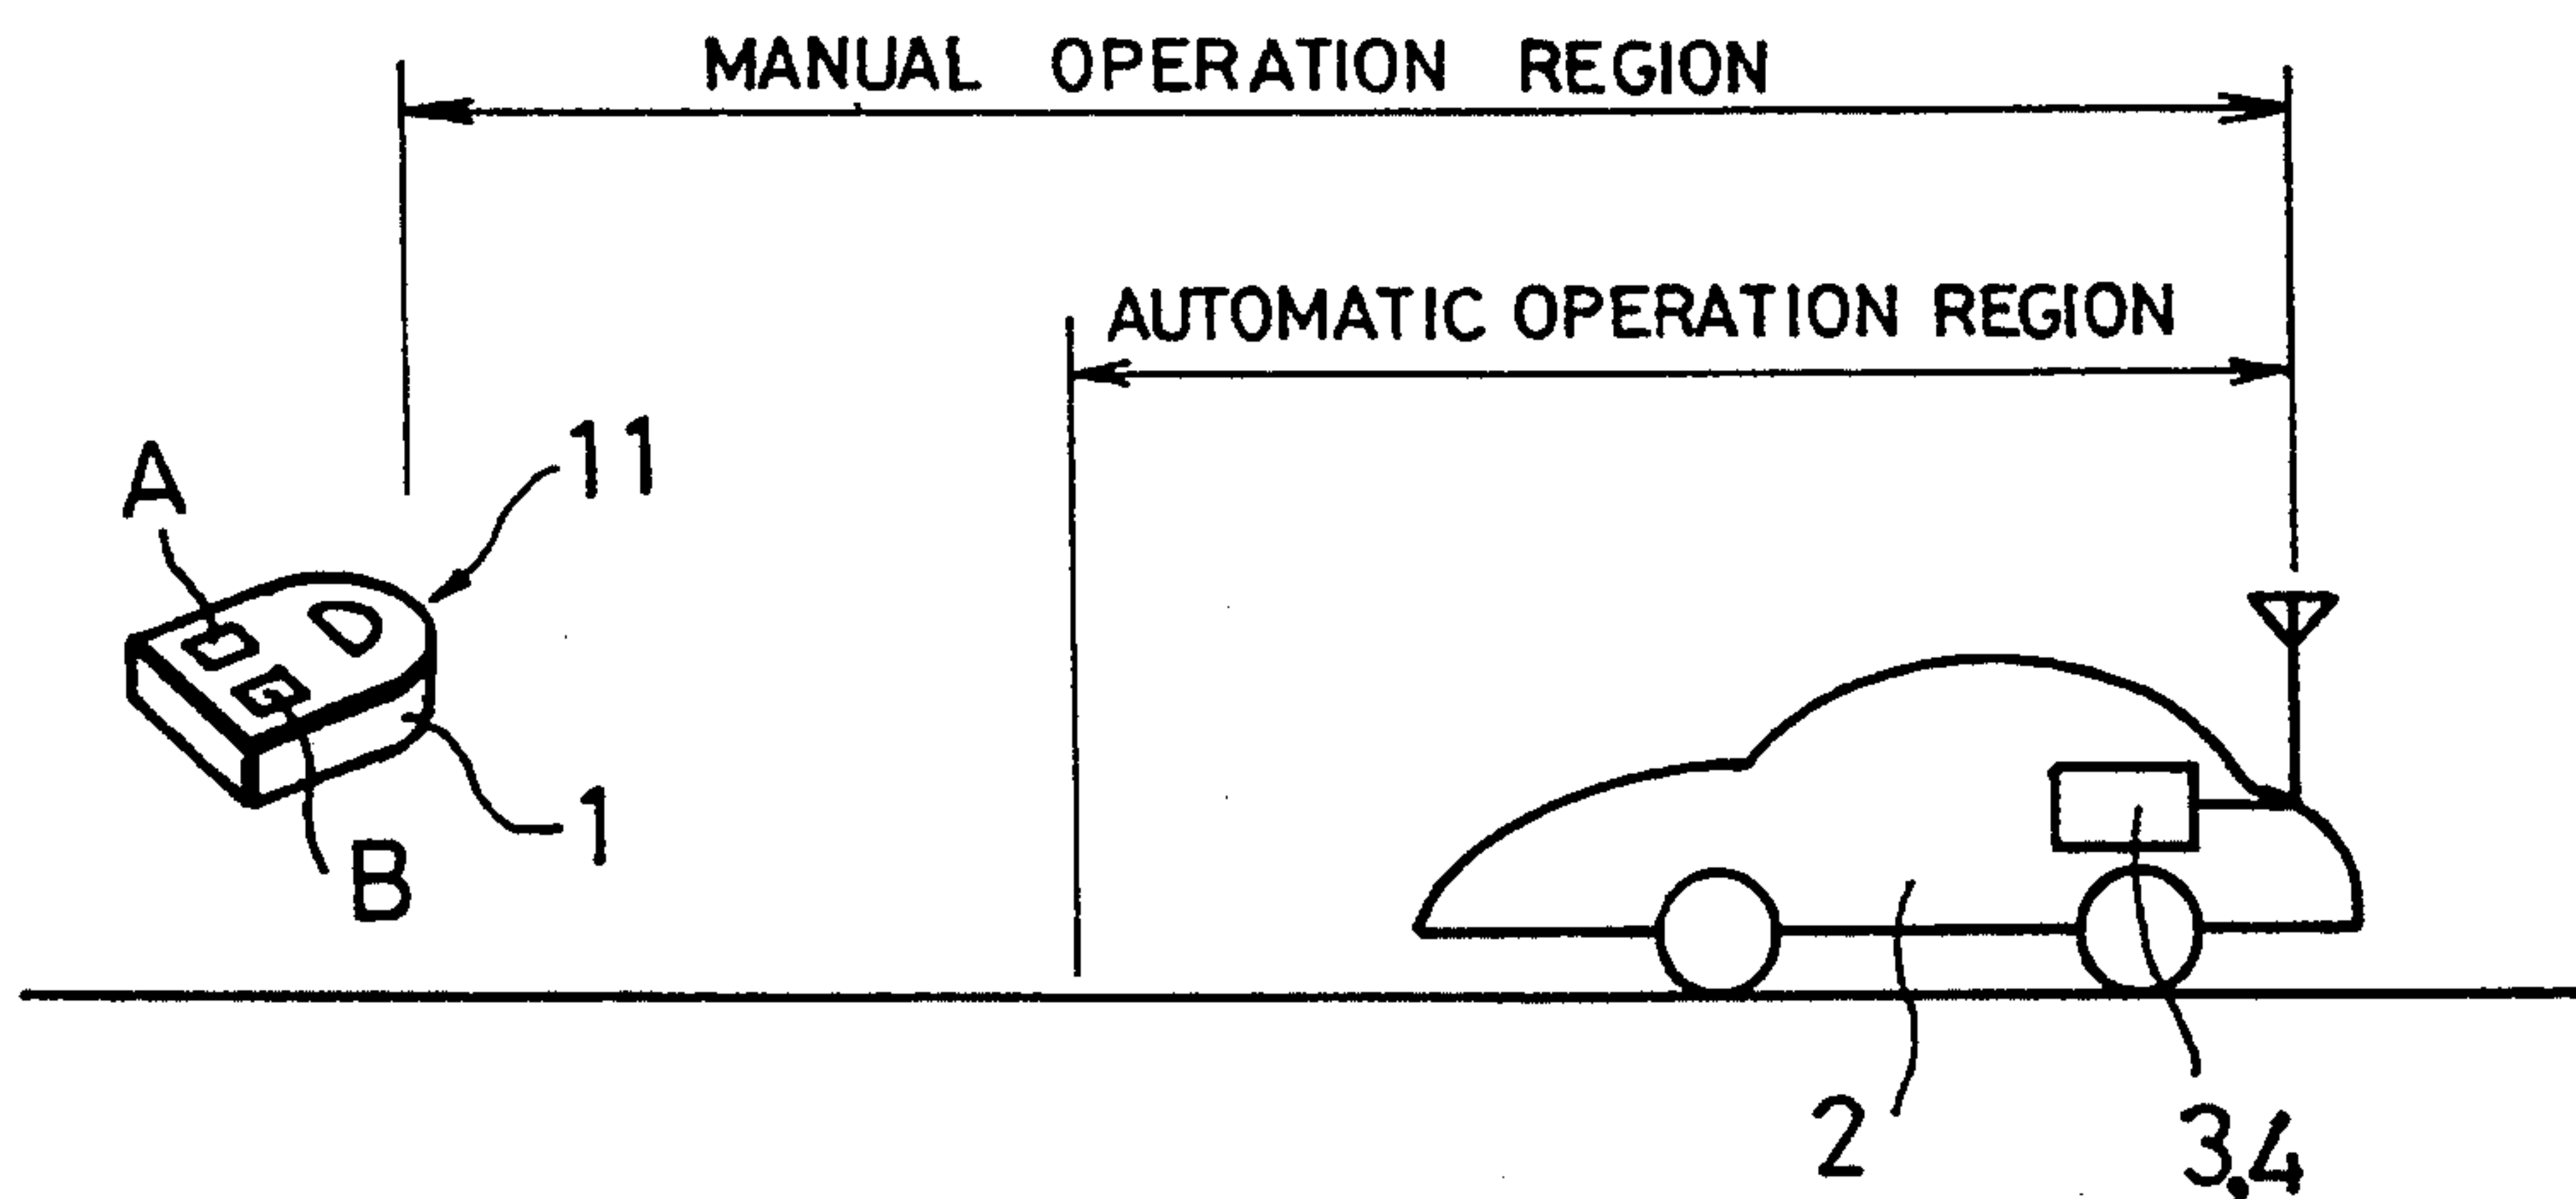 MANUAL OPERATION REGION
AUTOMATIC OPERATION REGION
A
11
1
B
2
3.4